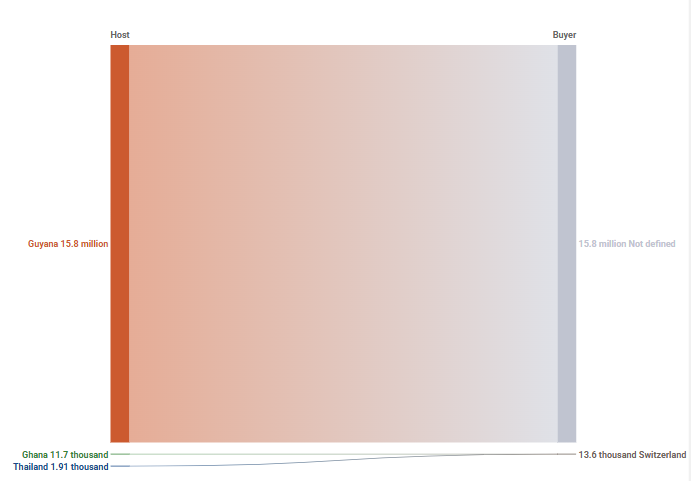 Host
Buyer
Guyana 15.8 million
15.8 million Not defined
Ghana 11.7 thousand
13.6 thousand Switzerland
Thailand 1.91 thousand